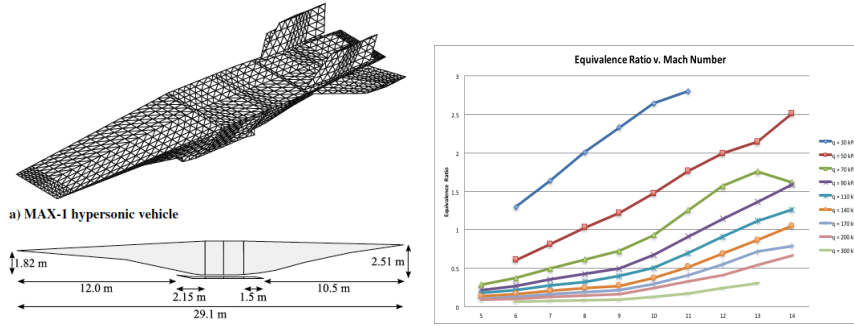 a) MAX-1 hypersonic vehicle
1.82 m
2.51 m
12.0 m
2.15 m
1.5 m
10.5 m
29.1 m
Equivalence Ratio v. Mach Number
Equivalence Ratio
3
2.5
2
1.5
1
0.5
0
5 6 7 8 9 10 11 12 13 14
q = 30 kP
q = 50 kP
q = 70 kP
q = 90 kP
q = 110 k
q = 140 k
q = 170 k
q = 200 k
q = 300 k